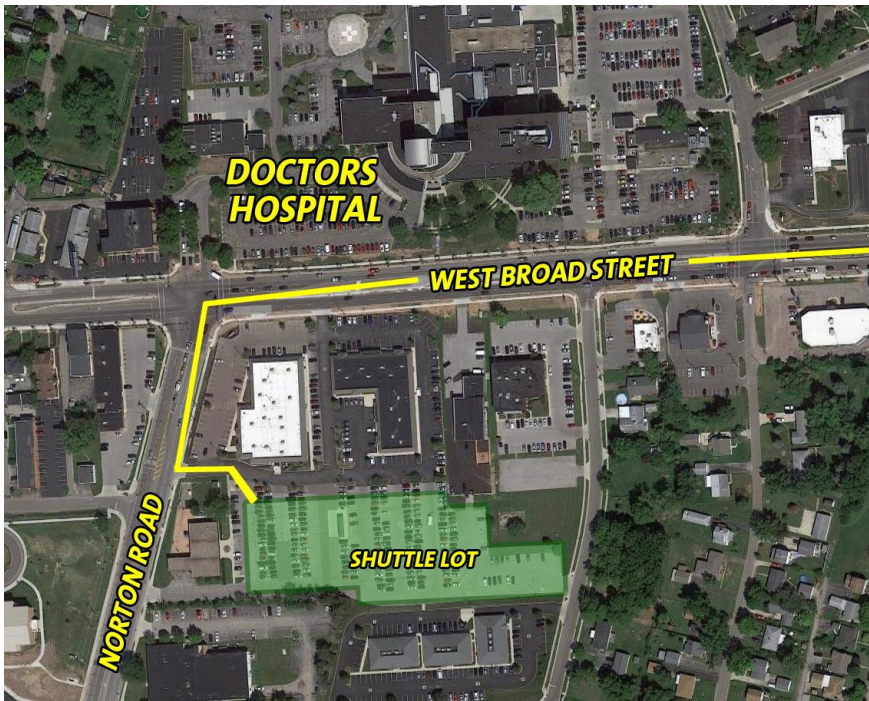 DOCTORS
HOSPITAL
WEST BROAD STREET
SHUTTLE LOT
NORTON ROAD